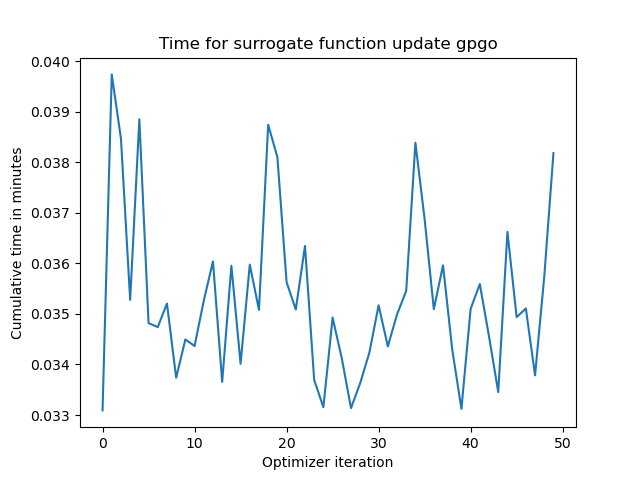 Time for surrogate function update gpgo
Cumulative time in minutes
0.040
0.039
0.038
0.037
0.036
0.035
0.034
0.033
0 10 20 30 40 50
Optimizer iteration